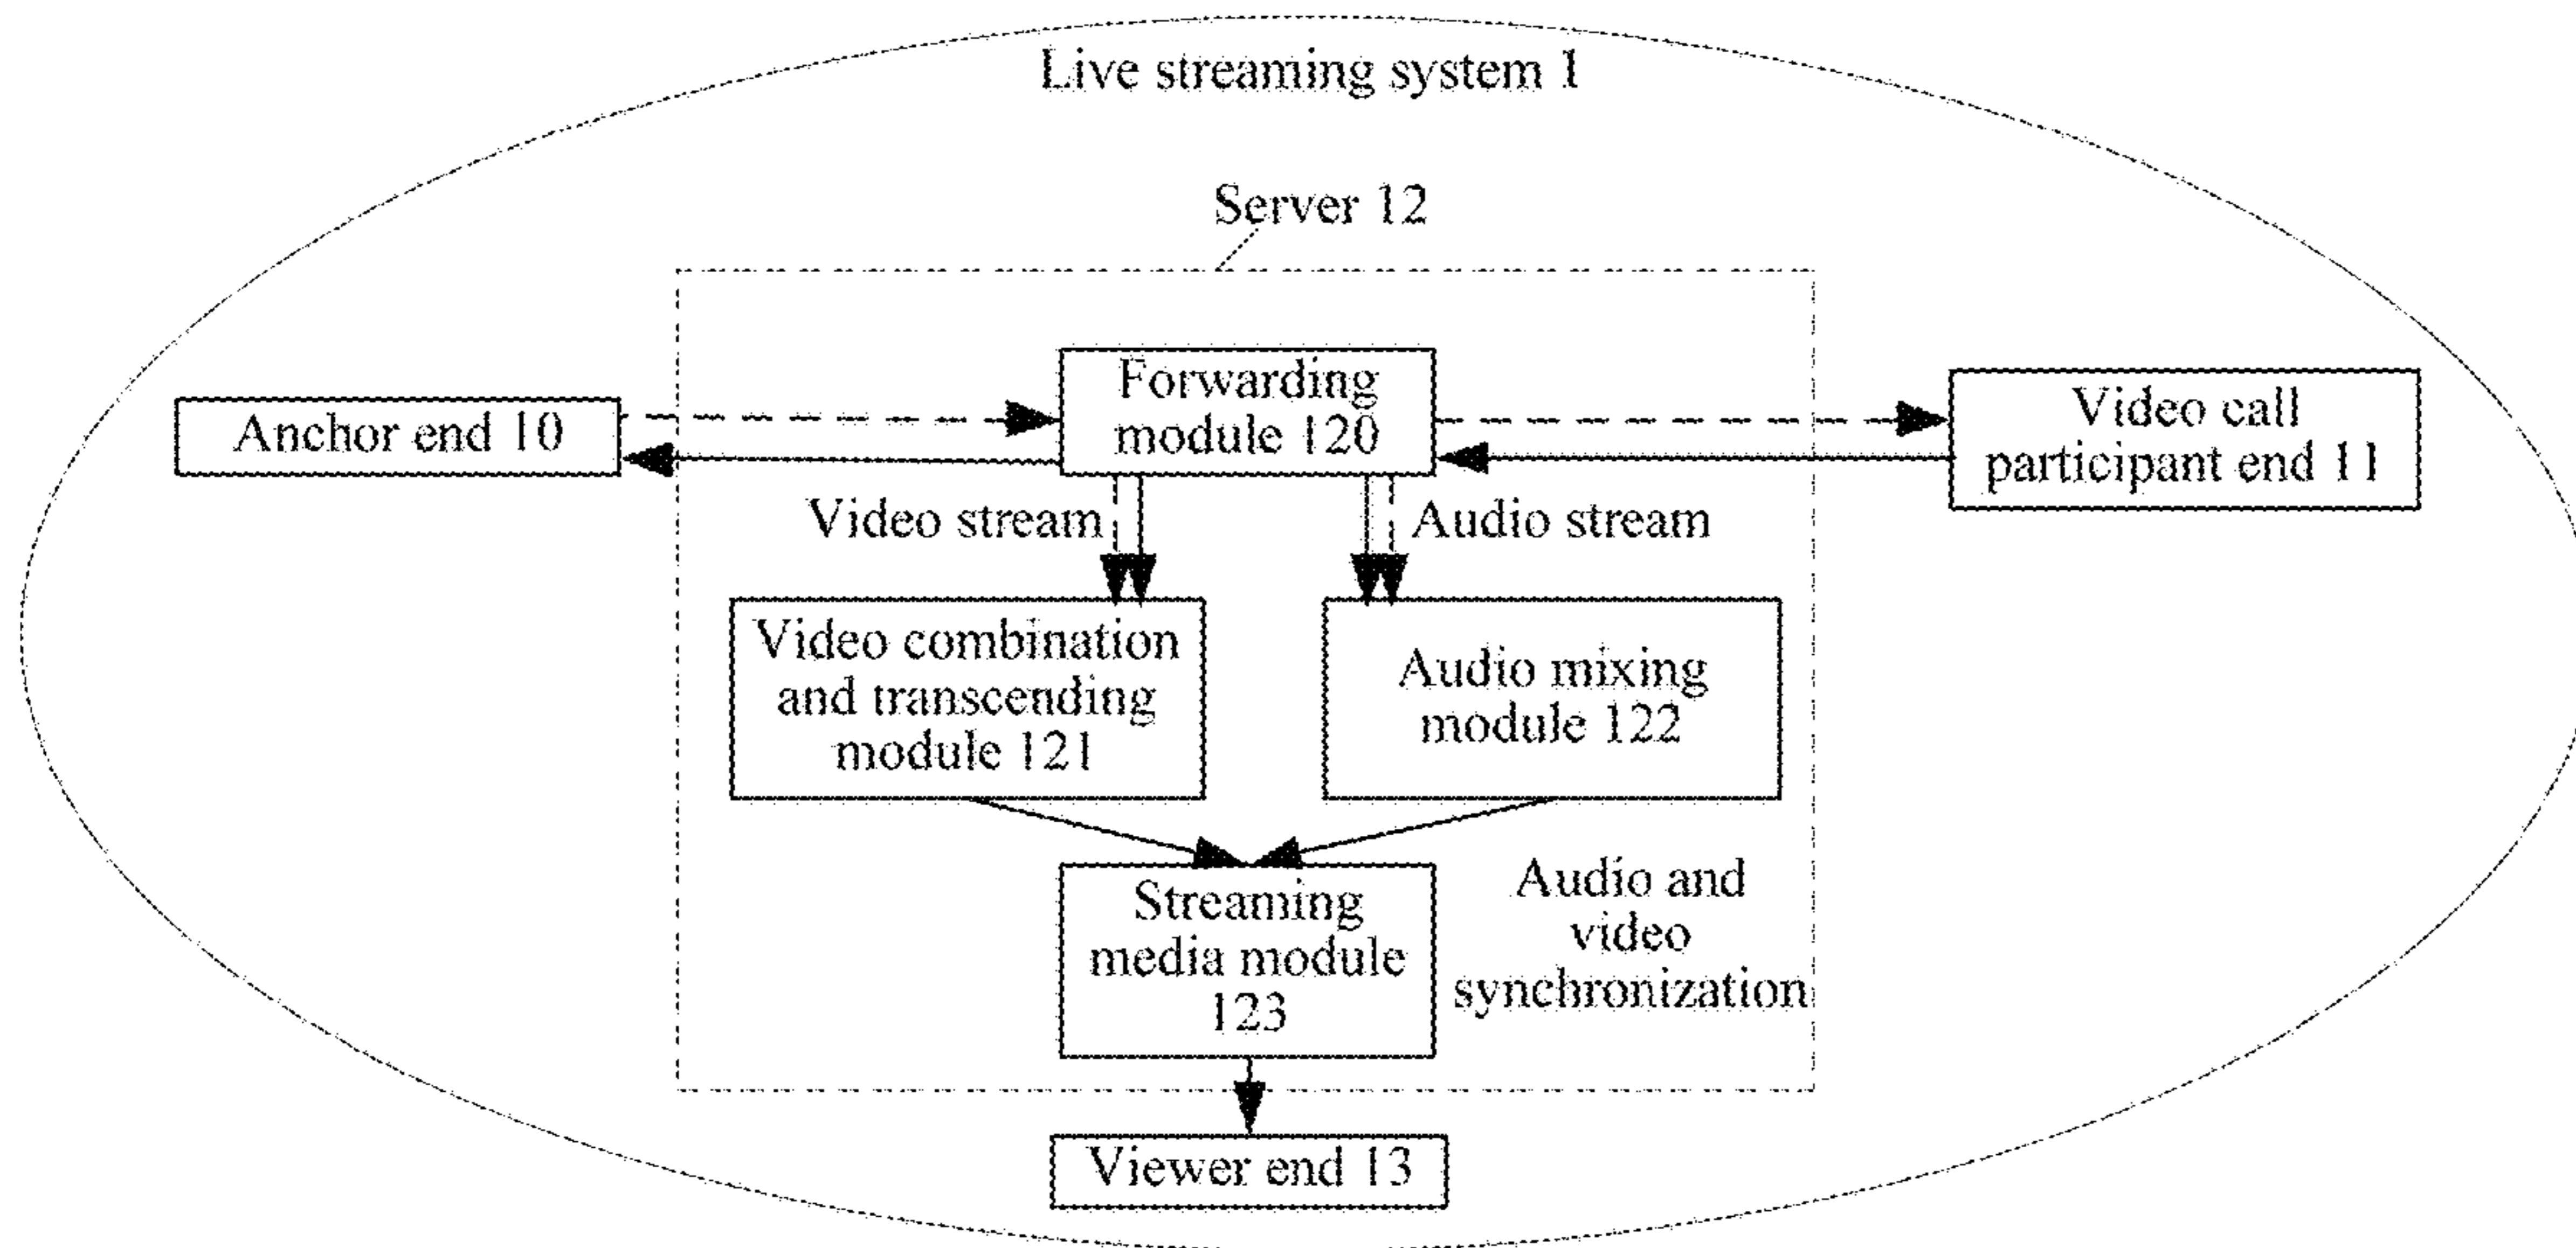 Live streaming system 1
Server 12
Forwarding
module 120
Anchor end 10
Video call
participant end 11
Video stream
Audio stream
Video combination
and transcending
module 121
Audio mixing
module 122
Streaming
media module
123
Audio and
video
synchronization
Viewer end 13